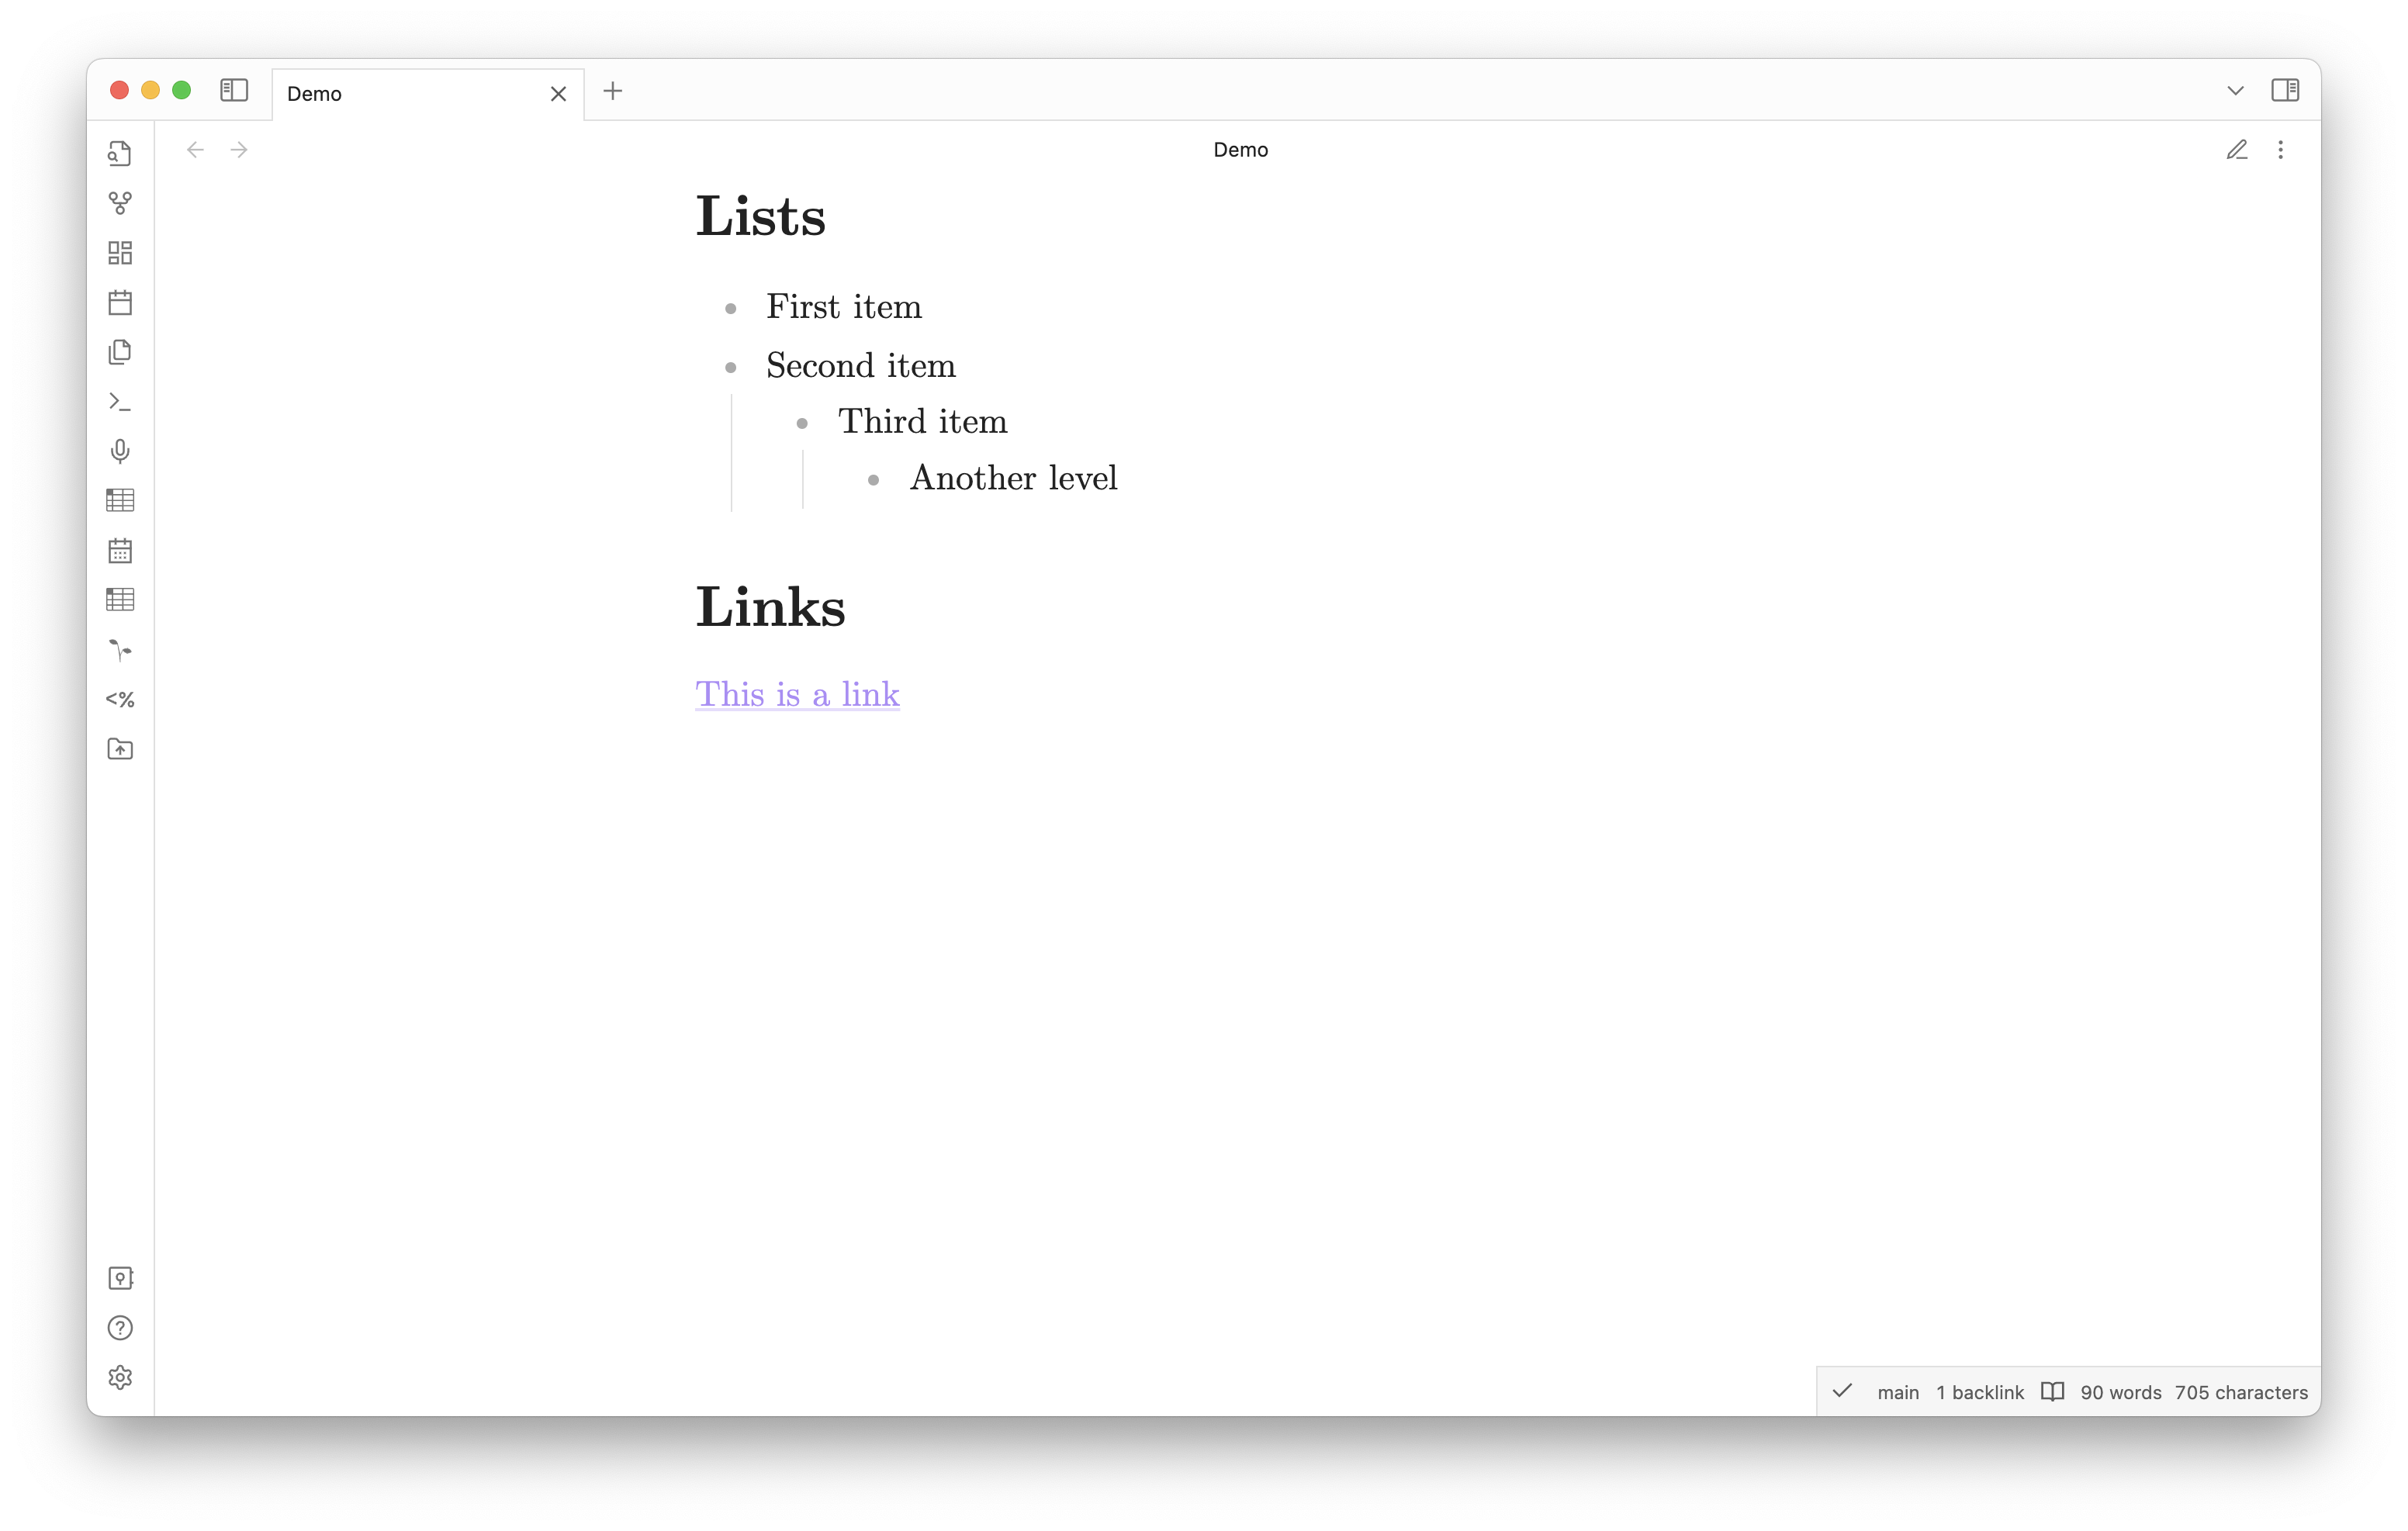 Demo
Demo
Lists
First item
Second item
Third item
Another level
Links
This is a link
<%
main 1 backlink 90 words 705 characters